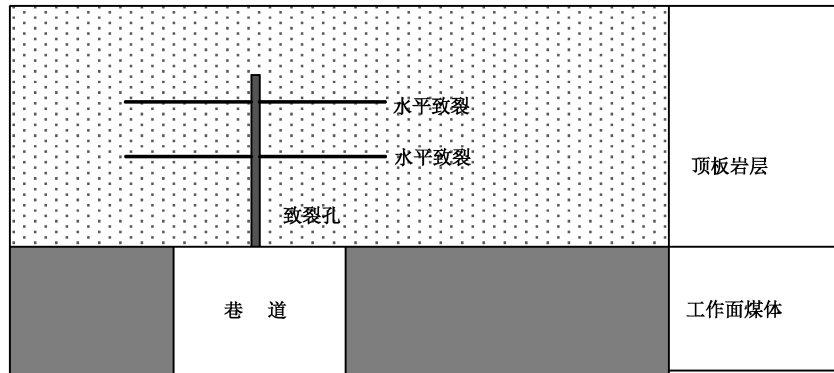 水平致裂
水平致裂
顶板岩层
致裂孔
巷 道
工作面煤体